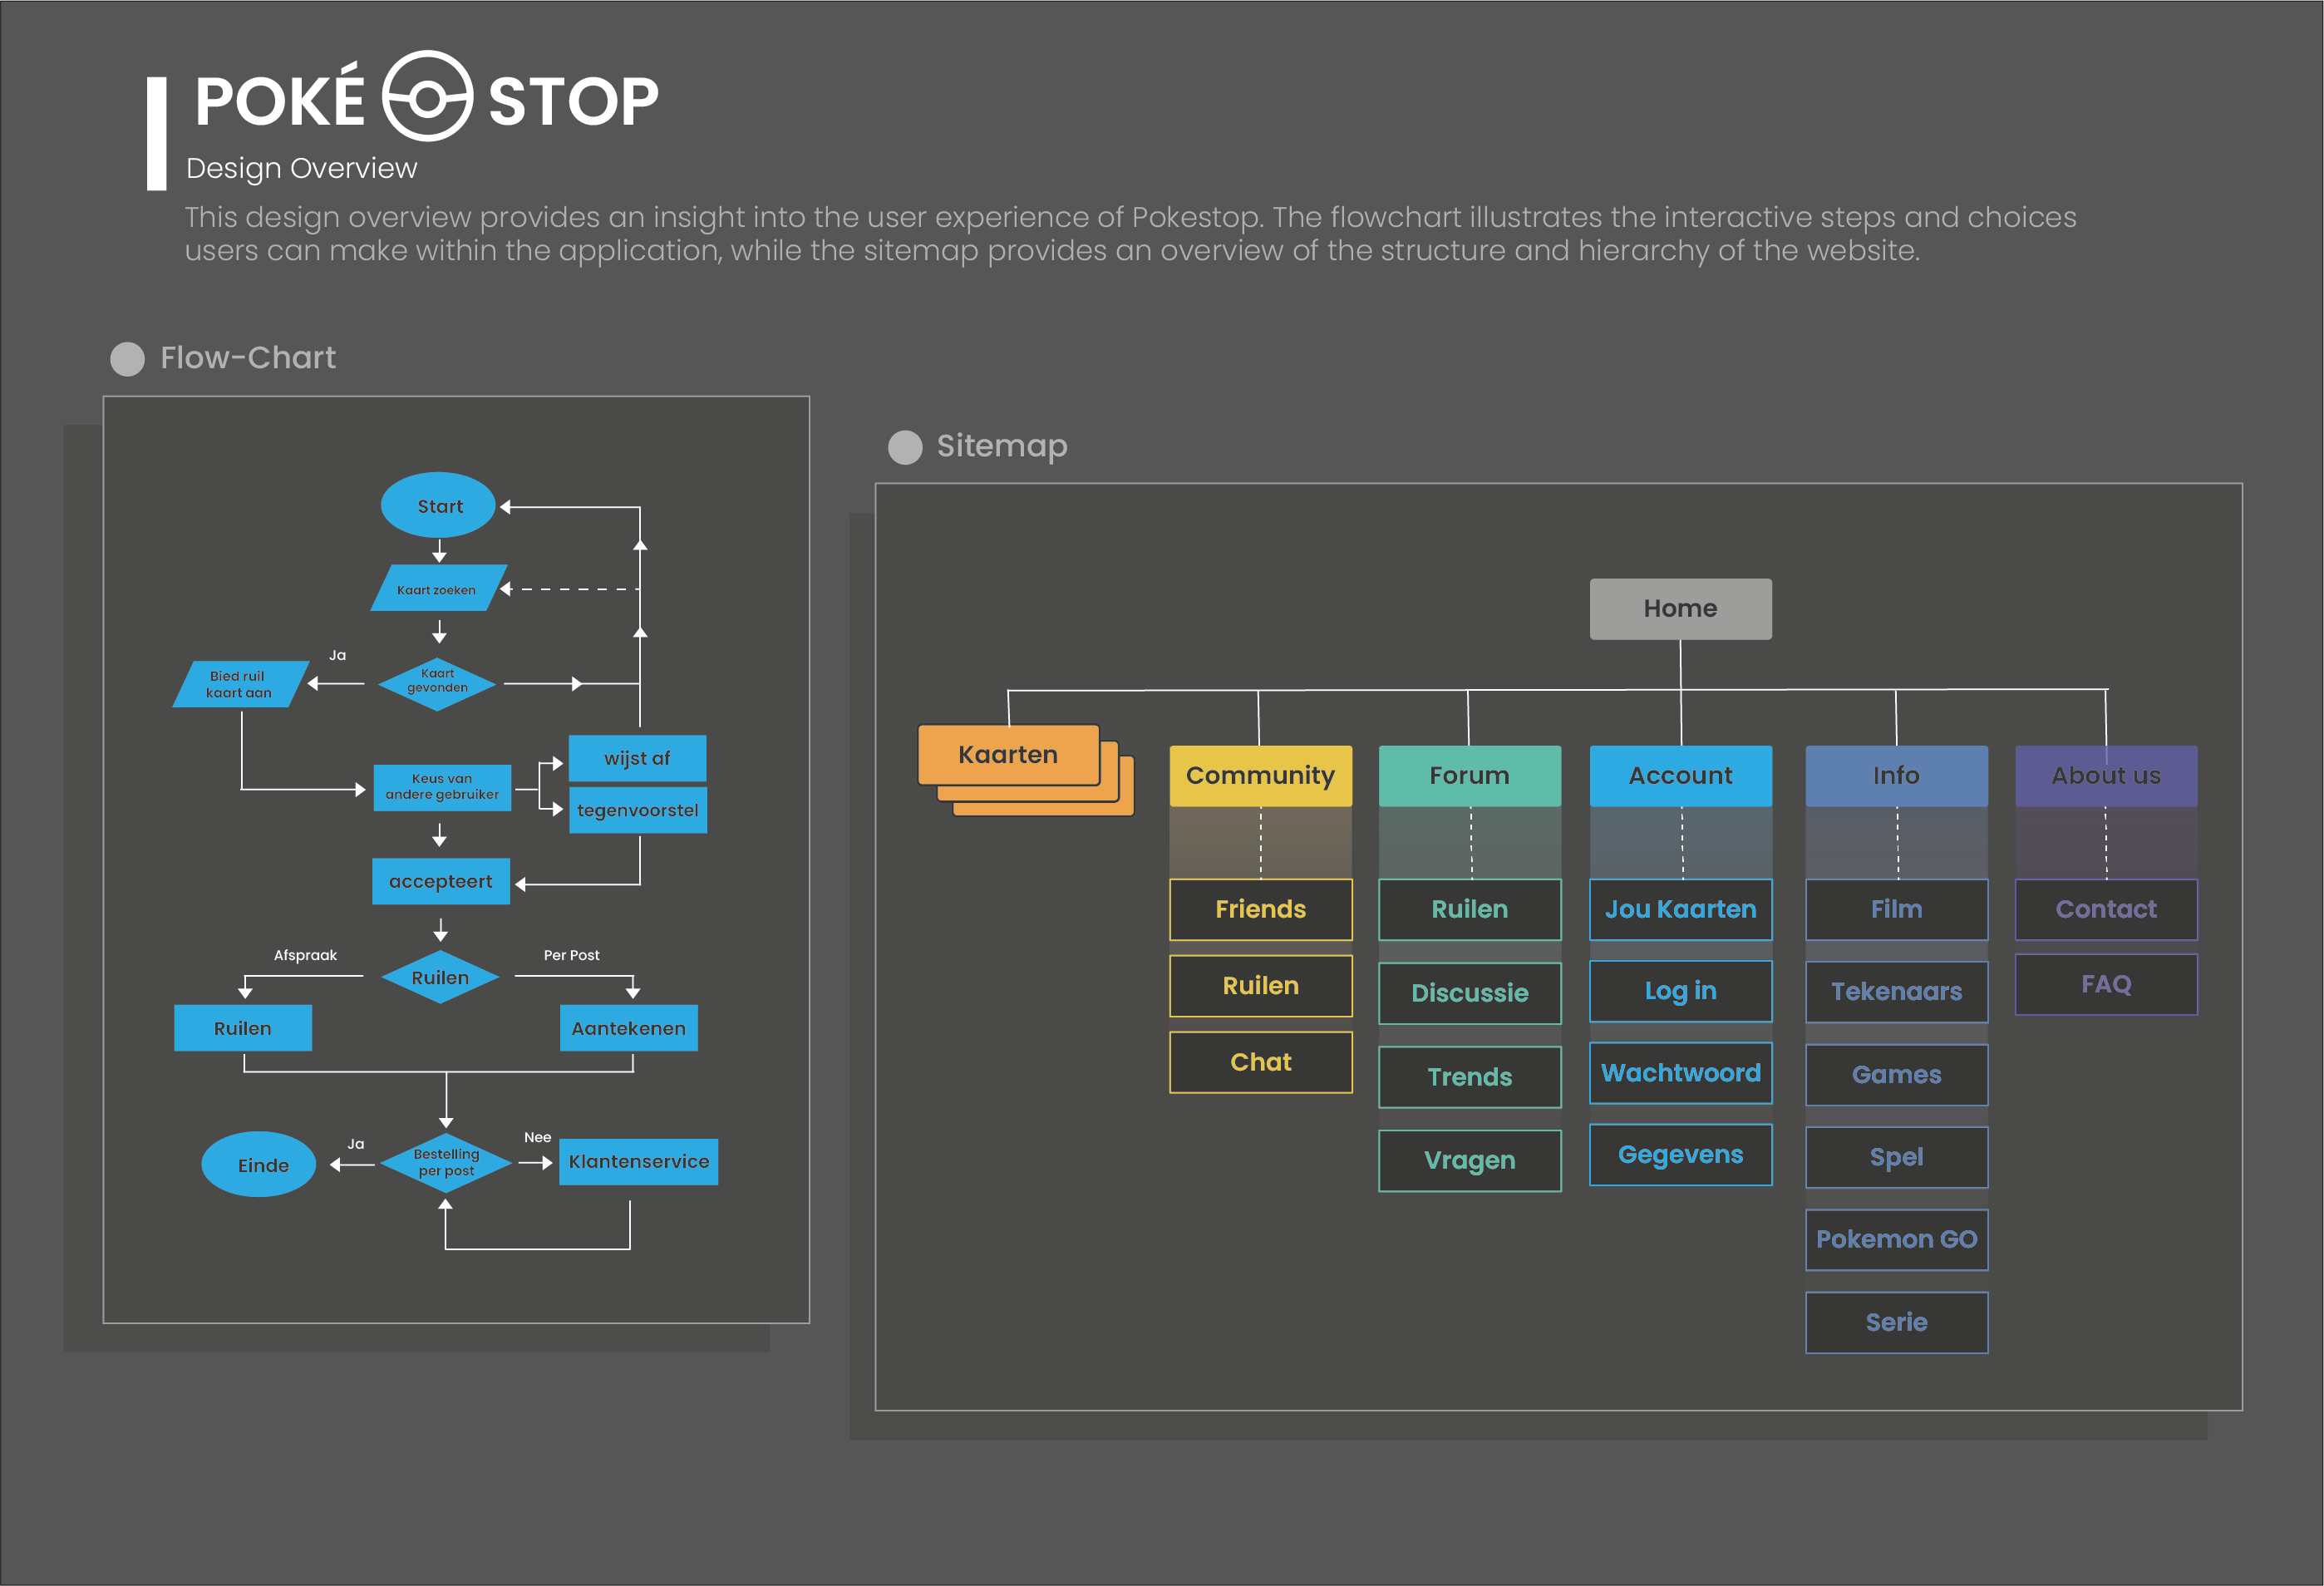 POKÉ STOP
Design Overview
This design overview provides an insight into the user experience of Pokestop. The flowchart illustrates the interactive steps and choices
users can make within the application, while the sitemap provides an overview of the structure and hierarchy of the website.
Flow-Chart
Start
Kaart zoeken
Ja
Bied ruil
kaart aan
Kaart
gevonden
wijst af
Keus van
andere gebruiker
tegenvoorstel
accepteert
Afspraak
Per Post
Ruilen
Ruilen
Aantekenen
Ja
Nee
Einde
Bestelling
per post
Klantenservice
Sitemap
Home
Kaarten
Community
Forum
Account
Info
About us
Friends
Ruilen
Chat
Ruilen
Discussie
Trends
Vragen
Jou Kaarten
Log in
Wachtwoord
Gegevens
Film
Tekenaars
Games
Spel
Pokemon GO
Serie
Contact
FAQ